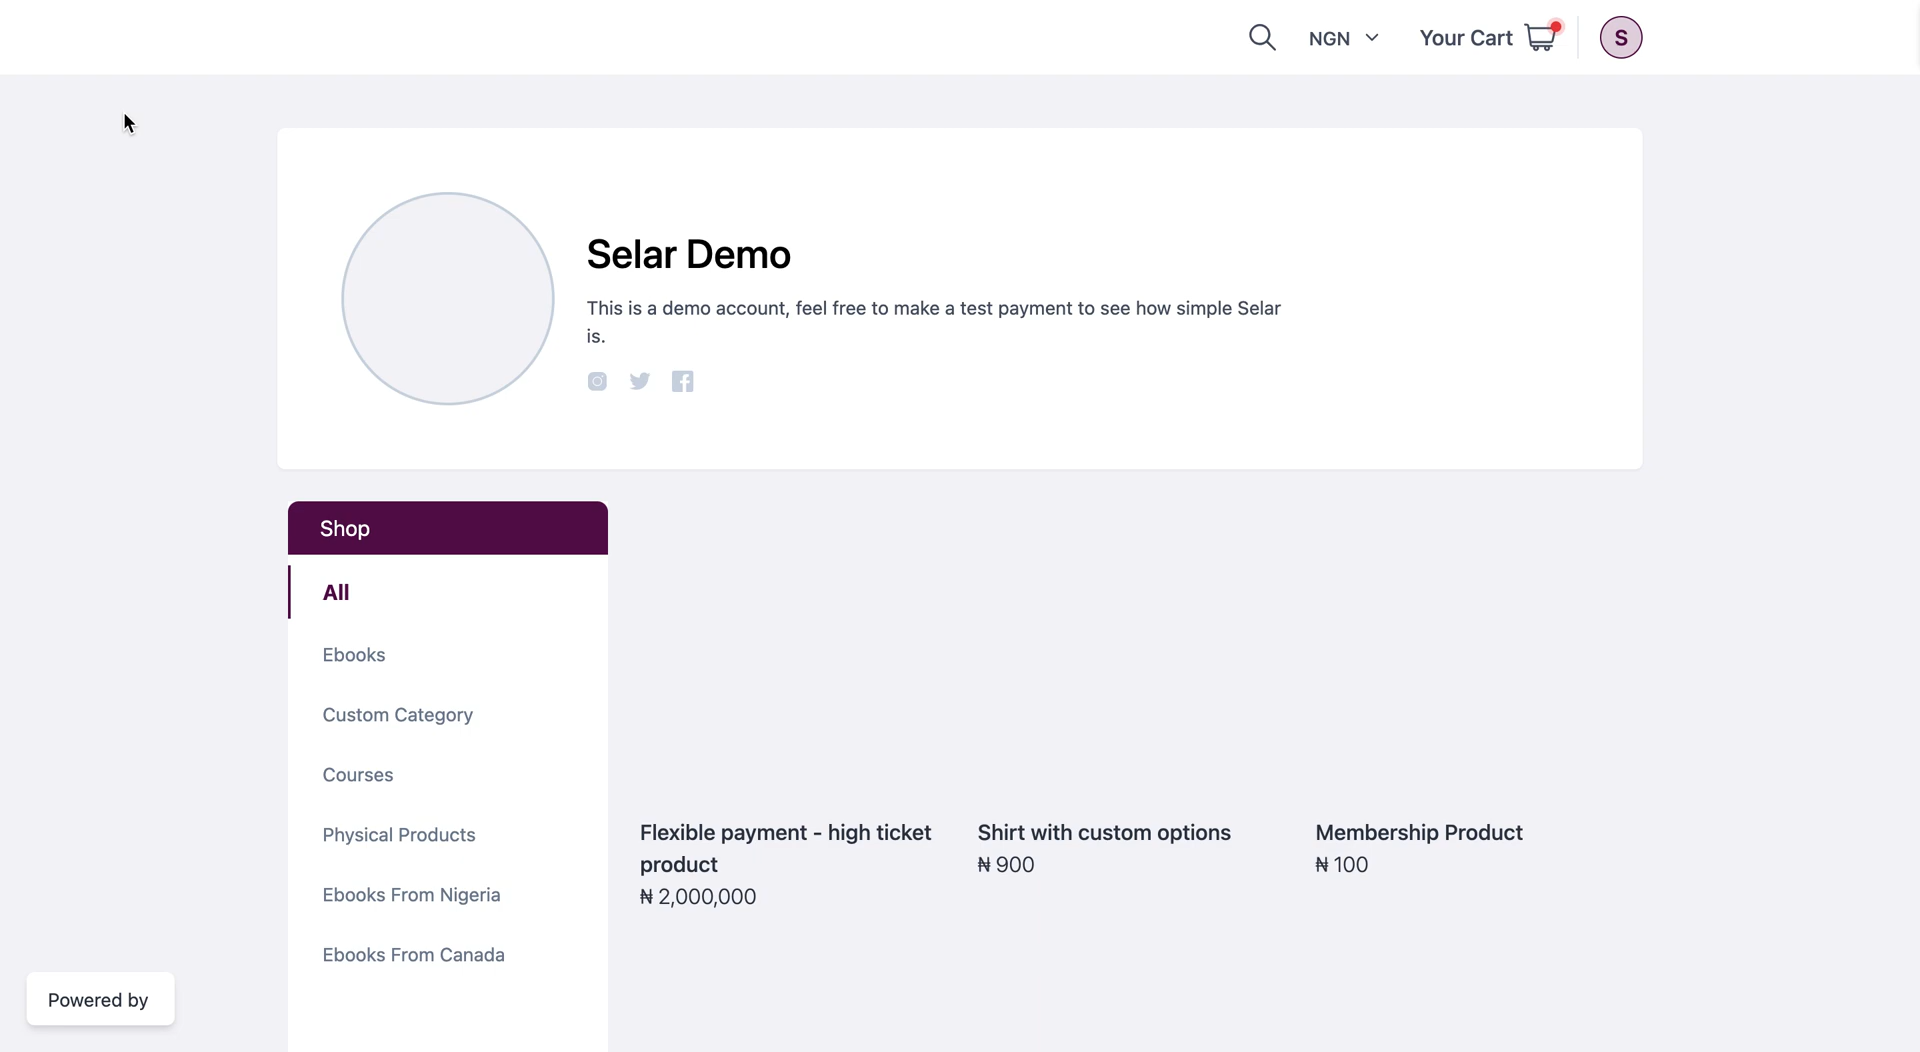 NGN
Your Cart
S
Selar Demo
This is a demo account, feel free to make a test payment to see how simple Selar
is.
Shop
All
Ebooks
Custom Category
Courses
Physical Products
Ebooks From Nigeria
Ebooks From Canada
Flexible payment - high ticket
product
₦ 2,000,000
Shirt with custom options
₦ 900
Membership Product
₦ 100
Powered by